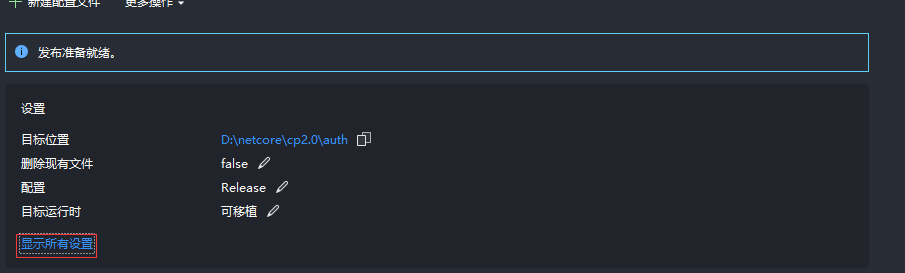 新建配置文件 更多操作
发布准备就绪。
设置
目标位置 D:\netcore\cp2.0\auth
删除现有文件 false
配置 Release
目标运行时 可移植
显示所有设置